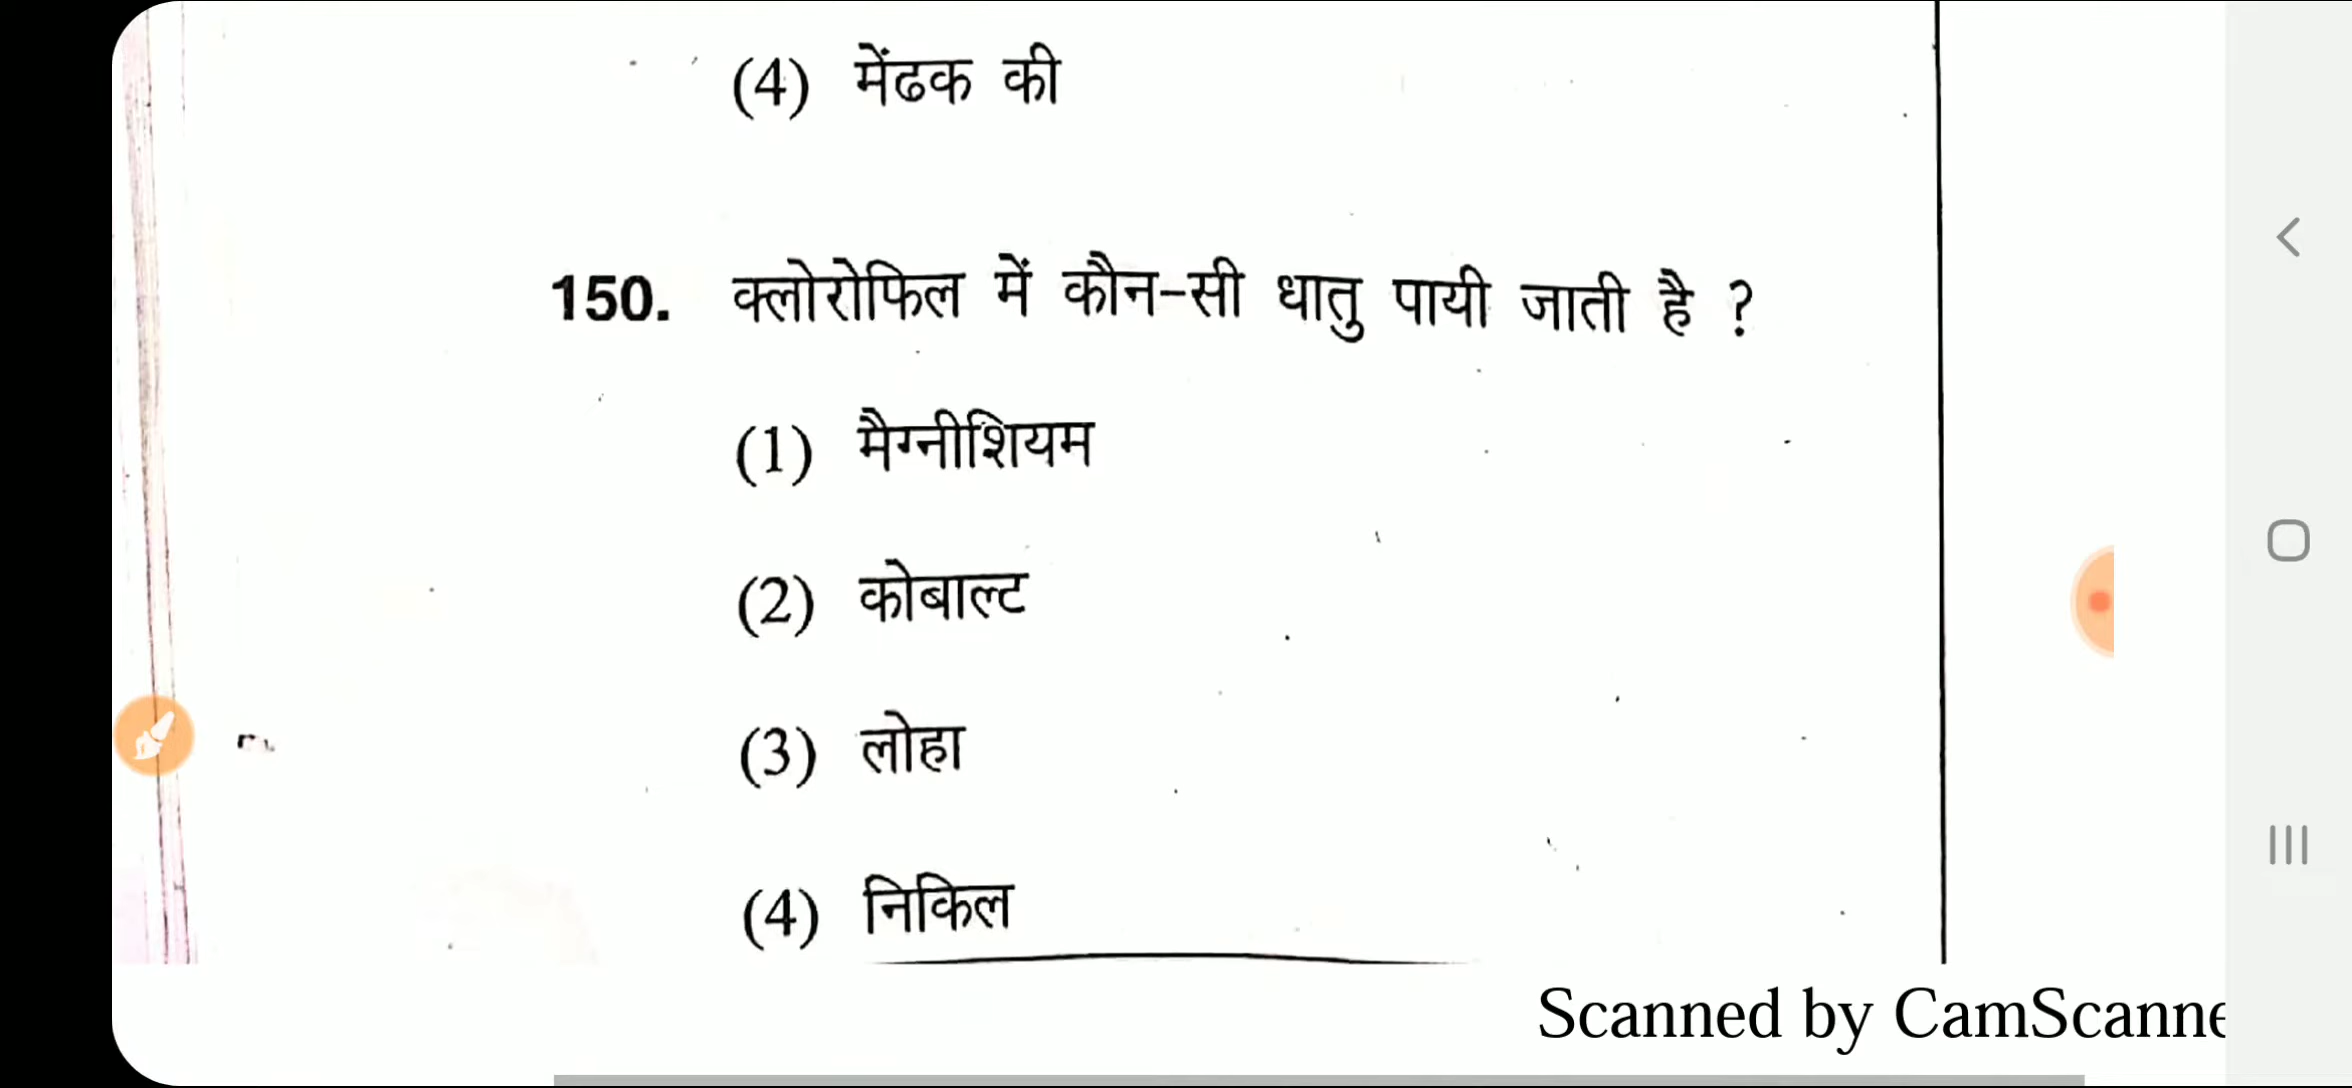 (4) मेंढक की
150. क्लोरोफिल में कौन-सी धातु पायी जाती है ?
(1) मैग्नीशियम
(2) कोबाल्ट
(3) लोहा
(4) निकिल
Scanned by CamScanne